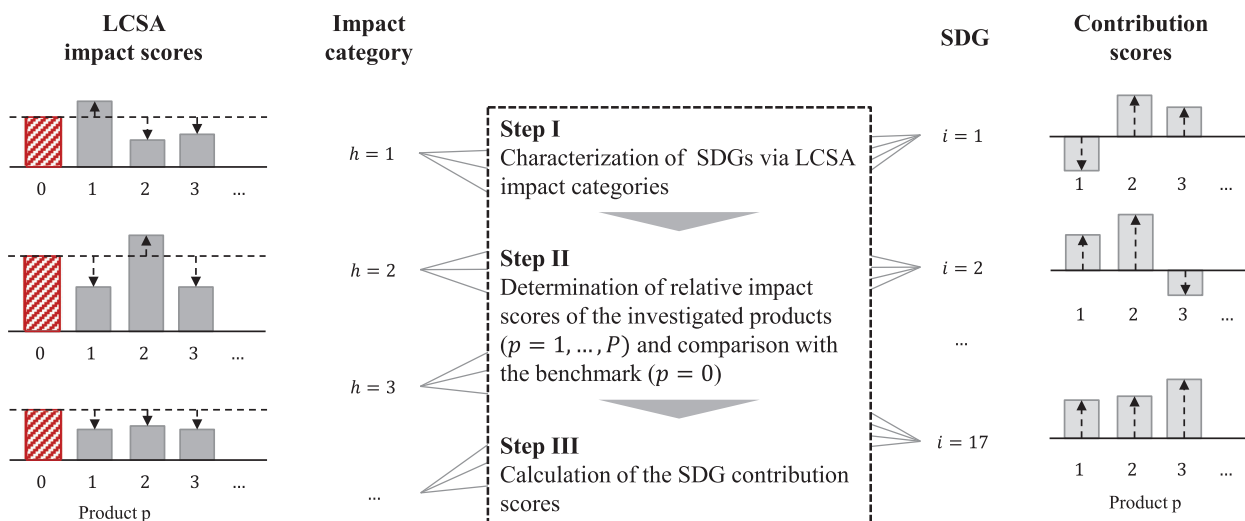 LCSA
impact scores
Impact
category
SDG
Contribution
scores
0 1 2 3 ...
0 1 2 3 ...
0 1 2 3 ...
Product p
h = 1
h = 2
h = 3
...
Step I
Characterization of SDGs via LCSA
impact categories
Step II
Determination of relative impact
scores of the investigated products
(p = 1, ... , P) and comparison with
the benchmark (p = 0)
Step III
Calculation of the SDG contribution
scores
i = 1
i = 2
...
i = 17
1 2 3 ...
1 2 3 ...
1 2 3 ...
Product p